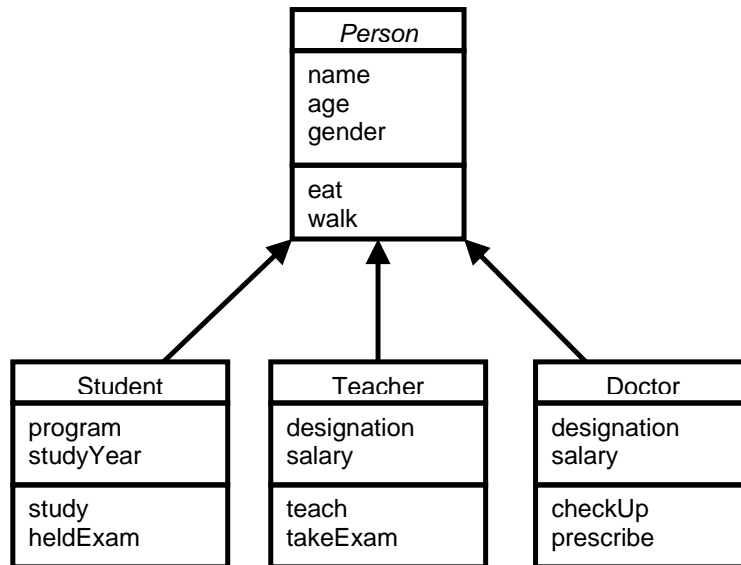 Person
name
age
gender
eat
walk
Student
program
studyYear
study
heldExam
Teacher
designation
salary
teach
takeExam
Doctor
designation
salary
checkUp
prescribe